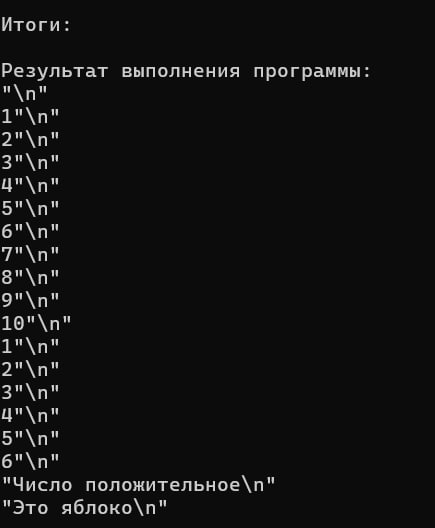 Итоги:
Результат выполнения программы:
"\n"
1"\n"
2"\n"
3"\n"
4"\n"
5"\n"
6"\n"
7"\n"
8"\n"
9"\n"
10"\n"
1"\n"
2"\n"
3"\n"
4"\n"
5"\n"
6"\n"
"Число положительное\n"
"Это яблоко\n"